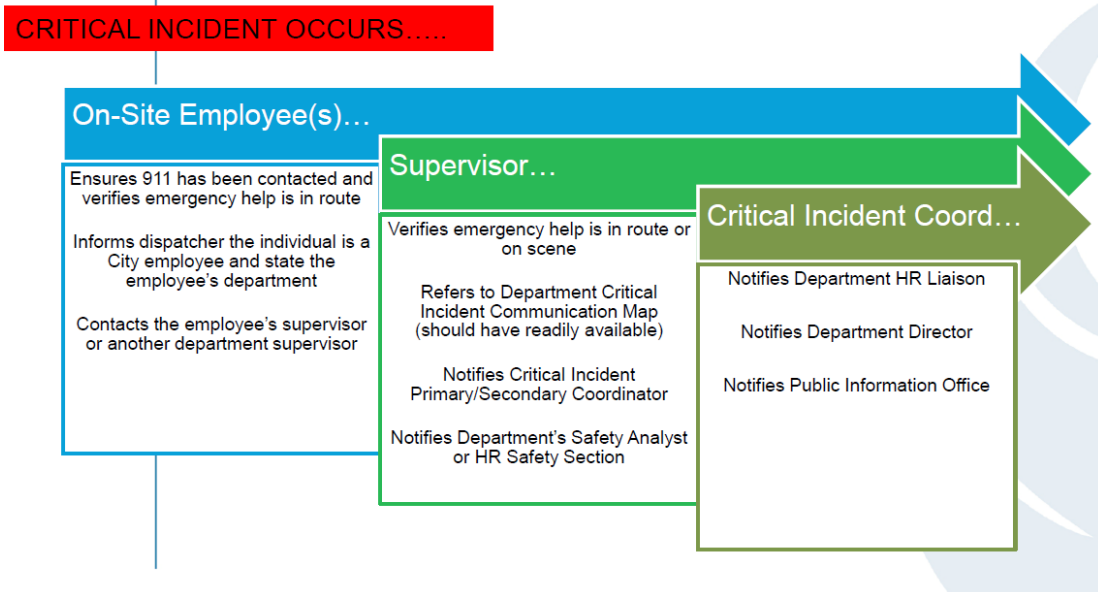 CRITICAL INCIDENT OCCURS…..
On-Site Employee(s)…
Ensures 911 has been contacted and
verifies emergency help is in route
Informs dispatcher the individual is a
City employee and state the
employee’s department
Contacts the employee’s supervisor
or another department supervisor
Supervisor…
Verifies emergency help is in route or
on scene
Refers to Department Critical
Incident Communication Map
(should have readily available)
Notifies Critical Incident
Primary/Secondary Coordinator
Notifies Department’s Safety Analyst
or HR Safety Section
Critical Incident Coord…
Notifies Department HR Liaison
Notifies Department Director
Notifies Public Information Office